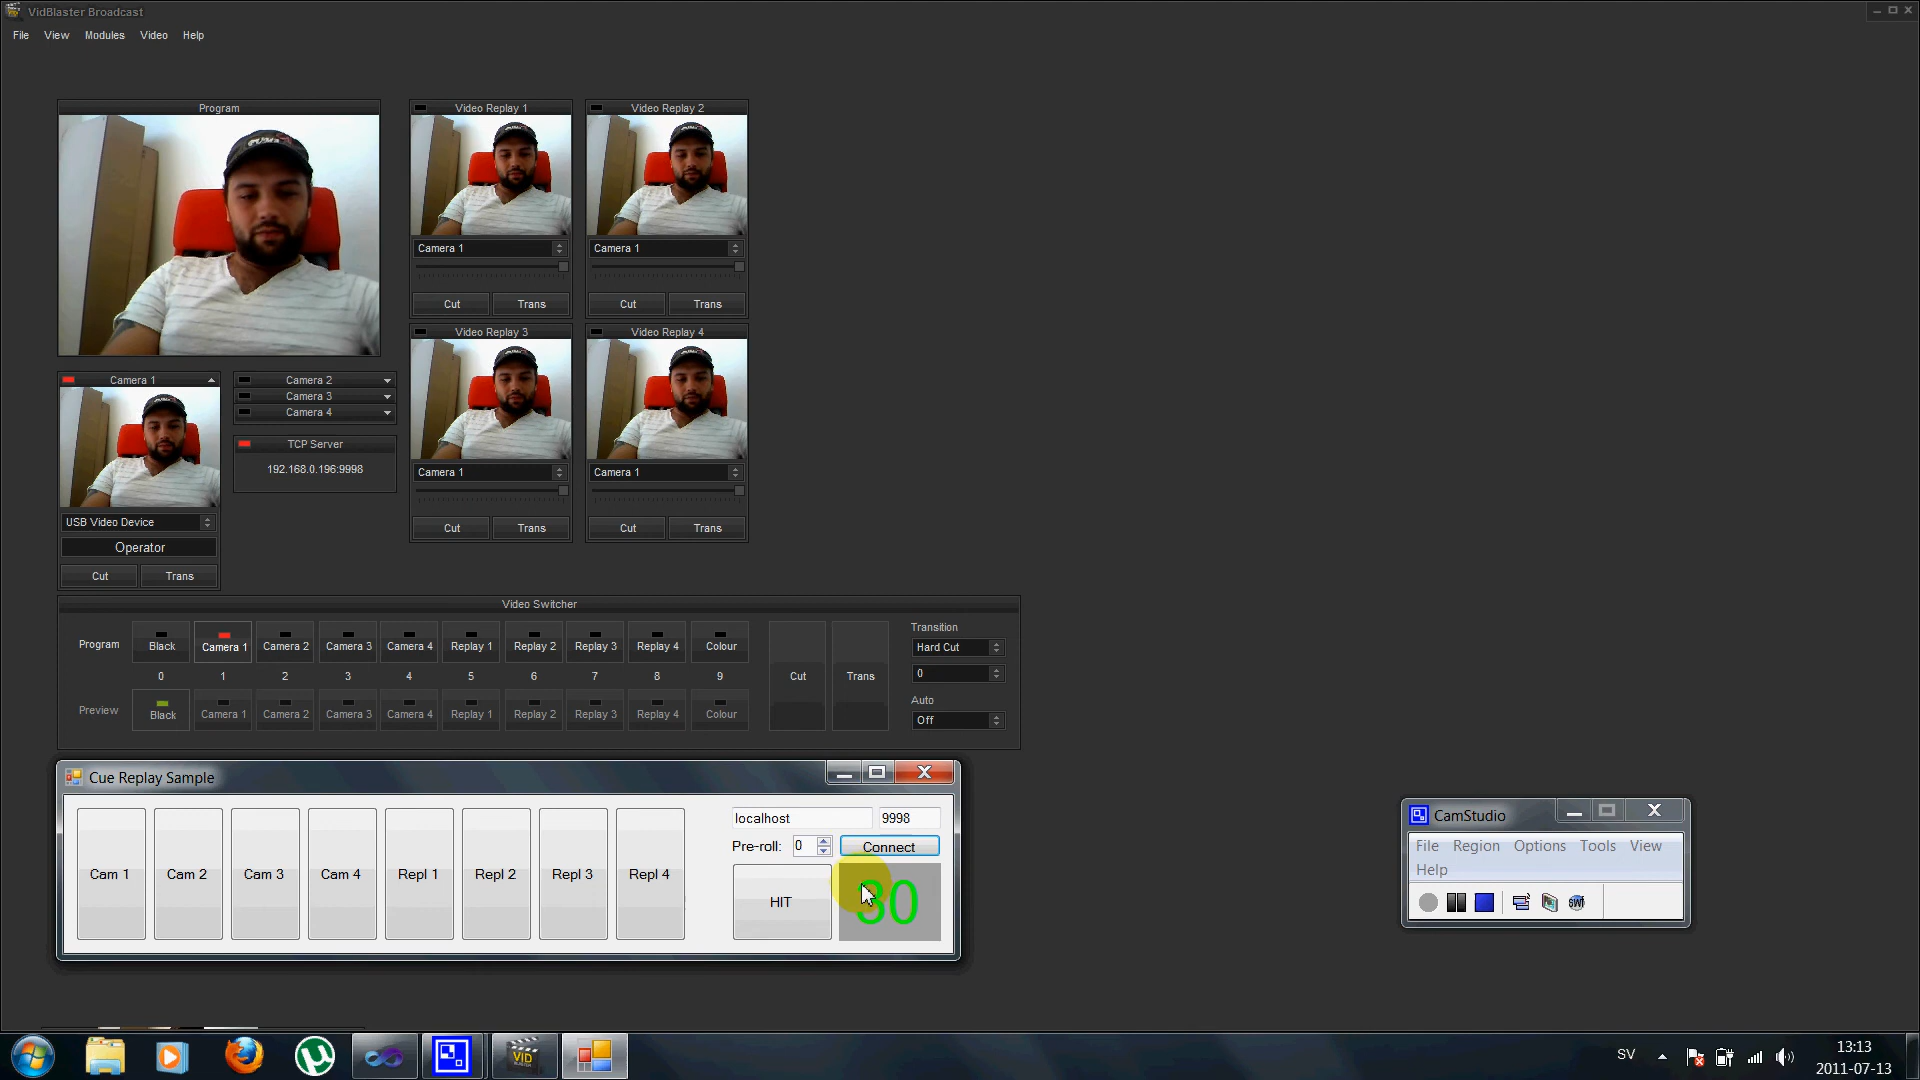 VidBlaster Broadcast
File View Modules Video Help
Program
Video Replay 1
Video Replay 2
Camera 1
Camera 1
Cut Trans
Cut Trans
Video Replay 3
Video Replay 4
Camera 1
Camera 1
Cut Trans
Cut Trans
Camera 1
USB Video Device
Operator
Cut Trans
Camera 2
Camera 3
Camera 4
TCP Server
192.168.0.196:9998
Video Switcher
Program Black Camera 1 Camera 2 Camera 3 Camera 4 Replay 1 Replay 2 Replay 3 Replay 4 Colour
0 1 2 3 4 5 6 7 8 9
Preview Black Camera 1 Camera 2 Camera 3 Camera 4 Replay 1 Replay 2 Replay 3 Replay 4 Colour
Cut Trans
Transition
Hard Cut
0
Auto
Off
Cue Replay Sample
Cam 1 Cam 2 Cam 3 Cam 4 Repl 1 Repl 2 Repl 3 Repl 4
localhost 9998
Pre-roll: 0 Connect
HIT 30
CamStudio
File Region Options Tools View
Help
SWF
VID
BLASTER
SV
13:13
2011-07-13